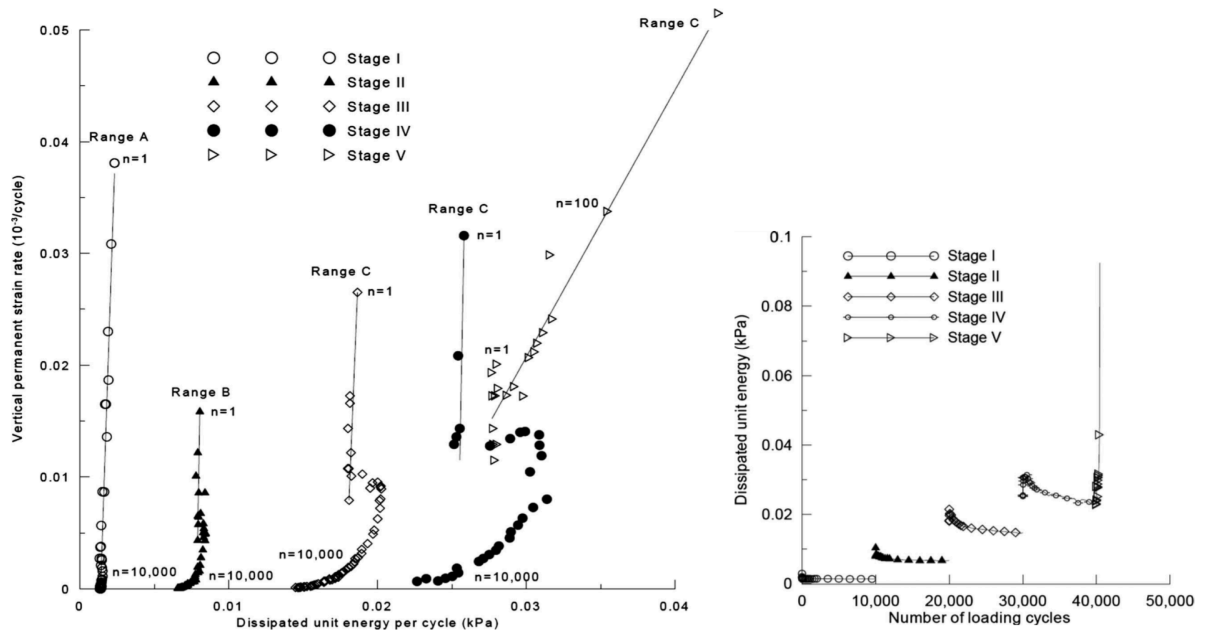 Vertical permanent strain rate (10⁻³/cycle)
0.05
0.04
0.03
0.02
0.01
0
0
0.01
0.02
0.03
0.04
Dissipated unit energy per cycle (kPa)
Stage I
Stage II
Stage III
Stage IV
Stage V
Range A
n=1
n=10,000
Range B
n=1
n=10,000
Range C
n=1
n=10,000
Range C
n=1
n=10,000
Range C
n=100
n=1
Dissipated unit energy (kPa)
0.1
0.08
0.06
0.04
0.02
0
0
10,000
20,000
30,000
40,000
50,000
Number of loading cycles
Stage I
Stage II
Stage III
Stage IV
Stage V